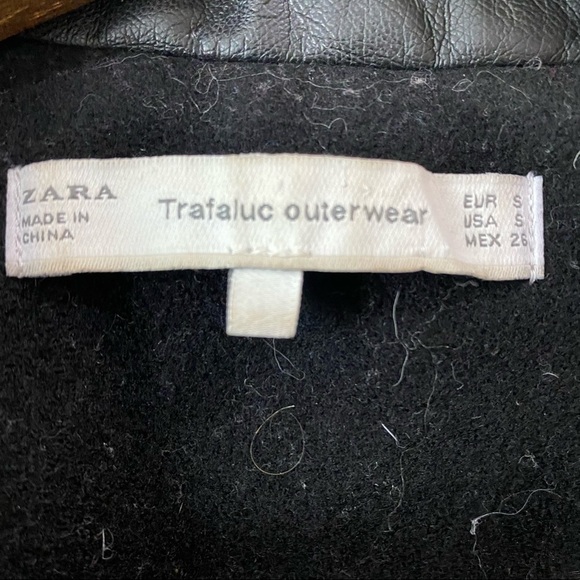 ZARA
MADE IN
CHINA
Trafaluc outerwear
EUR S
USA S
MEX 26